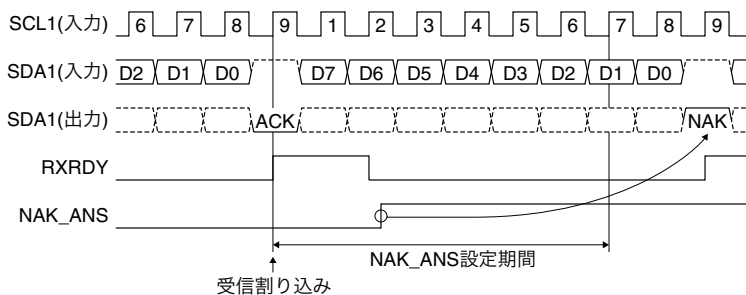 SCL1(入力) 6 7 8 9 1 2 3 4 5 6 7 8 9
SDA1(入力) D2 D1 D0 D7 D6 D5 D4 D3 D2 D1 D0
SDA1(出力) ACK NAK
RXRDY
NAK_ANS
NAK_ANS設定期間
受信割り込み